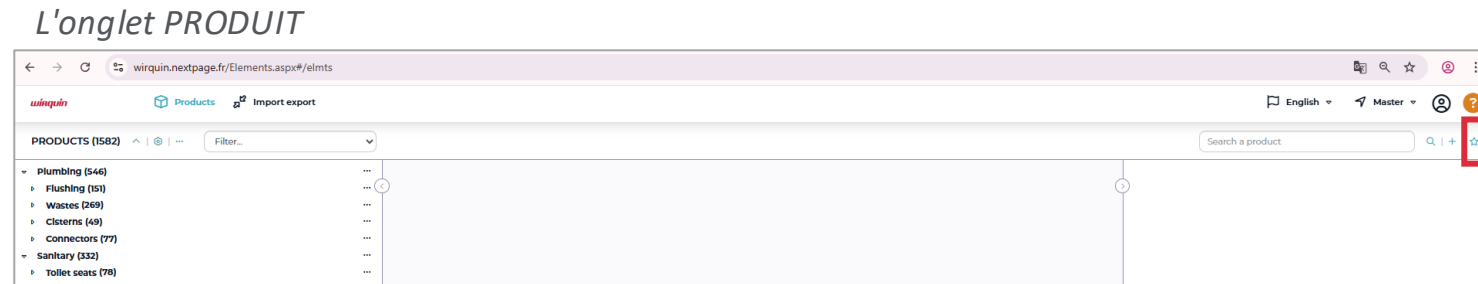 L'onglet PRODUIT
wirquin.nextpage.fr/Elements.aspx#/elmts
wirquin Products Import export English Master ?
PRODUCTS (1582) Filter... Search a product
Plumbing (546)
Flushing (151)
Wastes (269)
Cisterns (49)
Connectors (77)
Sanitary (332)
Toilet seats (78)